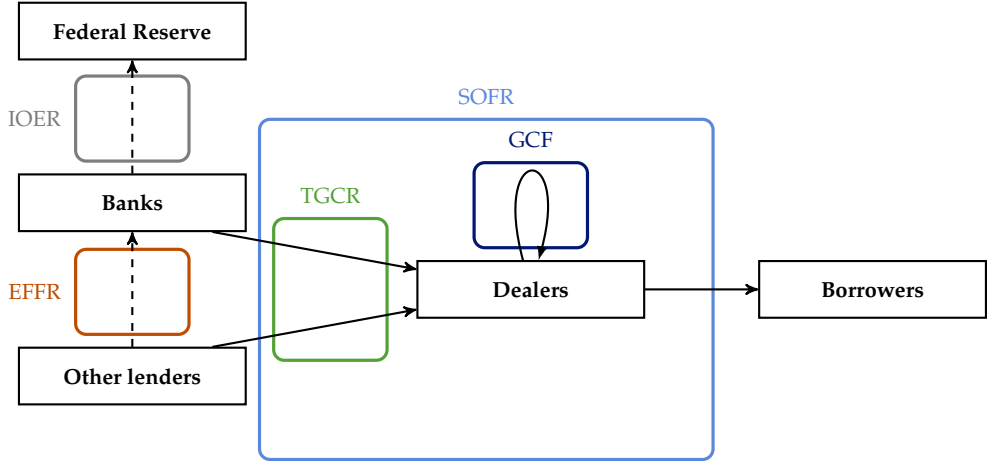 Federal Reserve
IOER
SOFR
GCF
Banks
TGCR
EFFR
Dealers
Borrowers
Other lenders